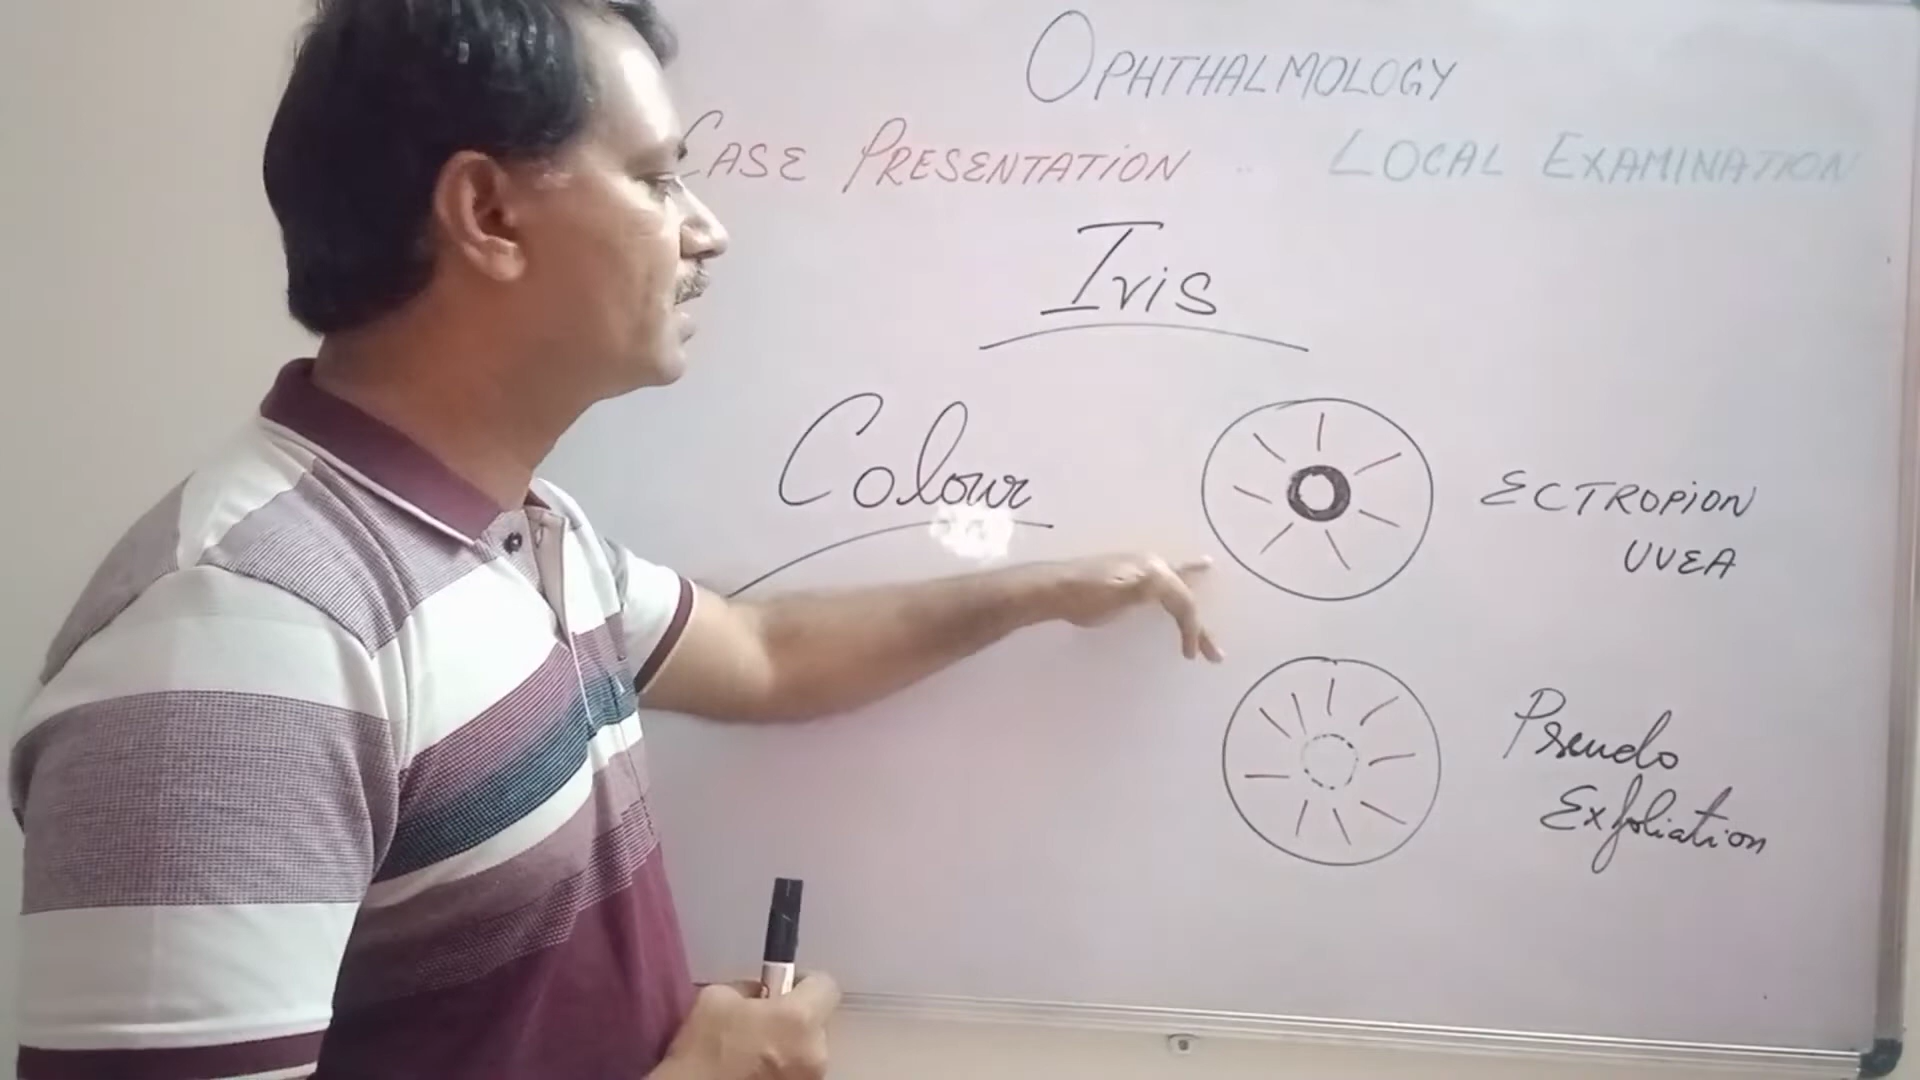 OPHTHALMOLOGY
CASE PRESENTATION .. LOCAL EXAMINATION
Iris
Colour
ECTROPION
UVEA
Pseudo
Exfoliation